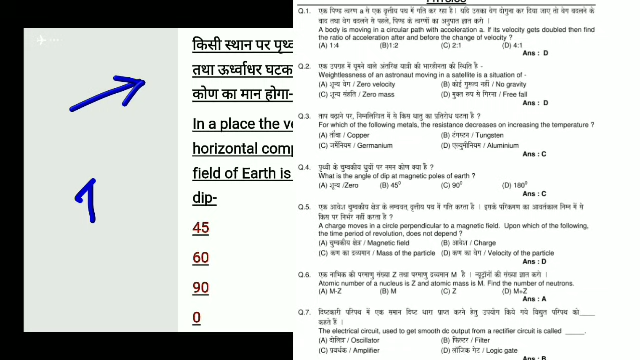 किसी स्थान पर पृथ्व
तथा ऊर्ध्वाधर घटक
कोण का मान होगा-
In a place the ve
horizontal comp
field of Earth is
dip-
45
60
90
0
Q.1. एक पिण्ड त्वरण a से एक वृत्तीय पथ में गति कर रहा है। यदि उसका वेग दोगुना कर दिया जाए तो वेग बदलने के
बाद तथा वेग बदलने से पहले, पिण्ड के त्वरणों का अनुपात ज्ञात करो।
A body is moving in a circular path with acceleration a. If its velocity gets doubled then find
the ratio of acceleration after and before the change of velocity?
(A) 1:4 (B)1:2 (C) 2:1 (D) 4:1
Ans : D
Q.2. एक उपग्रह में घूमने वाले अंतरिक्ष यात्री की भारहीनता की स्थिति है -
Weightlessness of an astronaut moving in a satellite is a situation of -
(A) शून्य वेग / Zero velocity (B) कोई गुरुत्व नहीं / No gravity
(C) शून्य संहति / Zero mass (D) मुक्त रूप से गिरना / Free fall
Ans : D
Q.3. ताप बढ़ाने पर, निम्नलिखित में से किस धातु का प्रतिरोध घटता है ?
For which of the following metals, the resistance decreases on increasing the temperature ?
(A) तांबा / Copper (B) टंगस्टन / Tungsten
(C) जर्मेनियम / Germanium (D) एल्युमीनियम / Aluminium
Ans : C
Q.4. पृथ्वी के चुम्बकीय ध्रुवों पर नमन कोण क्या है ?
What is the angle of dip at magnetic poles of earth ?
(A) शून्य /Zero (B) 45⁰ (C) 90⁰ (D) 180⁰
Ans : C
Q.5. एक आवेश चुम्बकीय क्षेत्र के लम्बवत् वृत्तीय पथ में गति करता है । इसके परिक्रमण का आवर्तकाल निम्न में से
किस पर निर्भर नहीं करता है ?
A charge moves in a circle perpendicular to a magnetic field. Upon which of the following,
the time period of revolution, does not depend ?
(A) चुम्बकीय क्षेत्र / Magnetic field (B) आवेश / Charge
(C) कण का द्रव्यमान / Mass of the particle (D) कण का वेग / Velocity of the particle
Ans : D
Q.6. एक नाभिक की परमाणु संख्या Z तथा परमाणु द्रव्यमान M है । न्यूट्रॉनों की संख्या ज्ञात करो ।
Atomic number of a nucleus is Z and atomic mass is M. Find the number of neutrons.
(A) M-Z (B) M (C) Z (D) M+Z
Ans : A
Q.7. दिष्टकारी परिपथ में एक समान दिष्ट धारा प्राप्त करने हेतु उपयोग किये गये विद्युत परिपथ को____
कहते हैं ।
The electrical circuit, used to get smooth dc output from a rectifier circuit is called _____.
(A) दोलित्र / Oscillator (B) फिल्टर / Filter
(C) प्रवर्धक / Amplifier (D) लॉजिक गेट / Logic gate